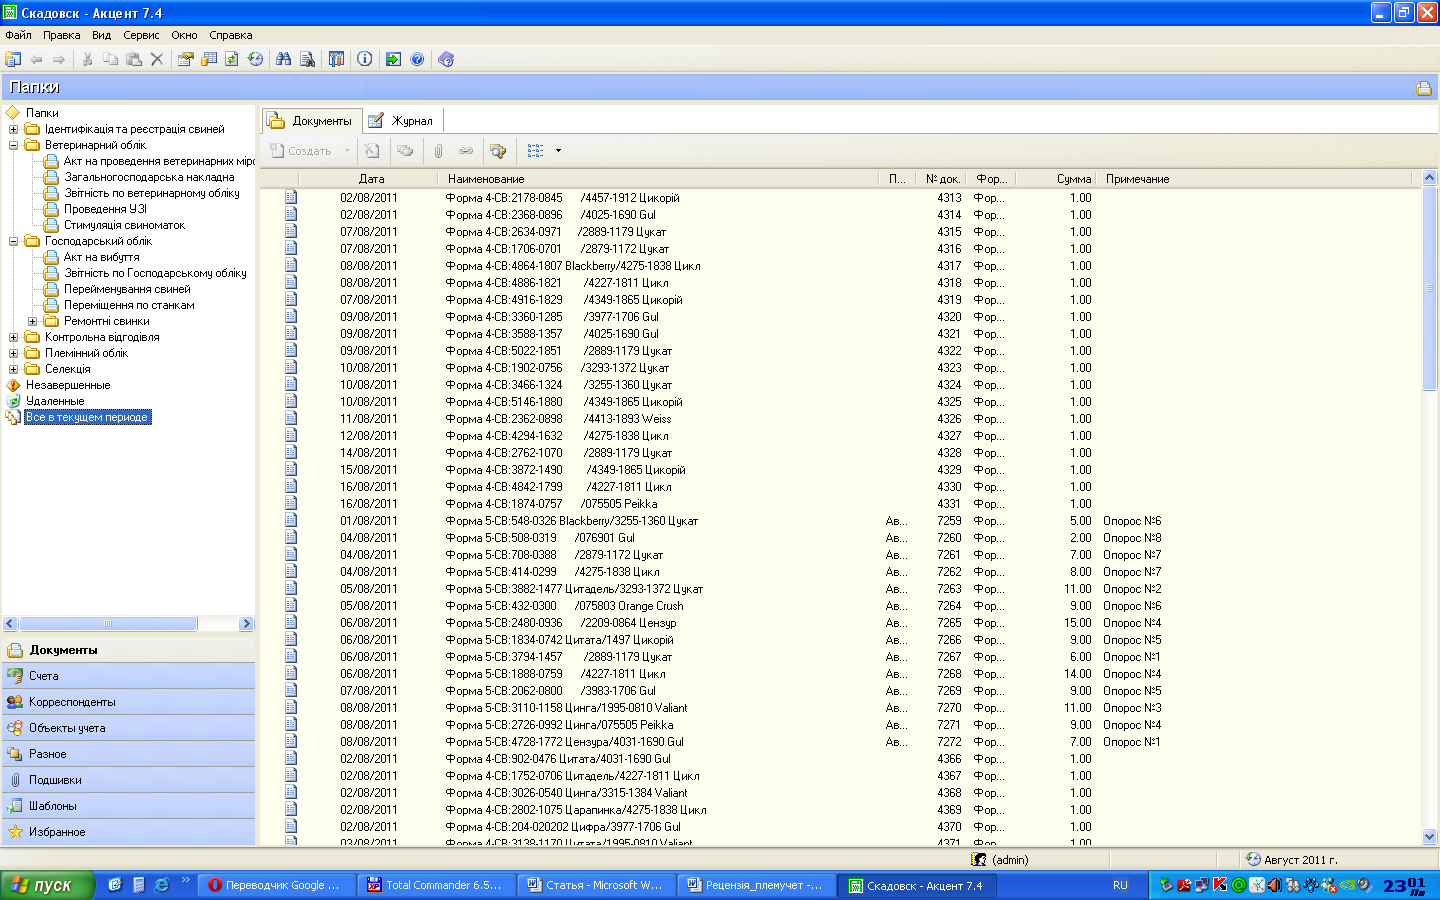 Скадовск - Акцент 7.4
Файл Правка Вид Сервис Окно Справка
Папки
Папки
Ідентифікація та реєстрація свиней
Ветеринарний облік
Акт на проведення ветеринарних міро
Загальногосподарська накладна
Звітність по ветеринарному обліку
Проведення УЗІ
Стимуляція свиноматок
Господарський облік
Акт на вибуття
Звітність по Господарському обліку
Перейменування свиней
Переміщення по станкам
Ремонтні свинки
Контрольна відгодівля
Племінний облік
Селекція
Незавершенные
Удаленные
Все в текущем периоде
Документы
Счета
Корреспонденты
Объекты учета
Разное
Подшивки
Шаблоны
Избранное
Документы Журнал
Создать
Дата Наименование П... № док. Фор... Сумма Примечание
02/08/2011 Форма 4-СВ:2178-0845 /4457-1912 Цикорій 4313 Фор... 1.00
02/08/2011 Форма 4-СВ:2368-0896 /4025-1690 Gul 4314 Фор... 1.00
07/08/2011 Форма 4-СВ:2634-0971 /2889-1179 Цукат 4315 Фор... 1.00
07/08/2011 Форма 4-СВ:1706-0701 /2879-1172 Цукат 4316 Фор... 1.00
08/08/2011 Форма 4-СВ:4864-1807 Blackberry/4275-1838 Цикл 4317 Фор... 1.00
08/08/2011 Форма 4-СВ:4886-1821 /4227-1811 Цикл 4318 Фор... 1.00
07/08/2011 Форма 4-СВ:4916-1829 /4349-1865 Цикорій 4319 Фор... 1.00
09/08/2011 Форма 4-СВ:3360-1285 /3977-1706 Gul 4320 Фор... 1.00
09/08/2011 Форма 4-СВ:3588-1357 /4025-1690 Gul 4321 Фор... 1.00
09/08/2011 Форма 4-СВ:5022-1851 /2889-1179 Цукат 4322 Фор... 1.00
10/08/2011 Форма 4-СВ:1902-0756 /3293-1372 Цукат 4323 Фор... 1.00
10/08/2011 Форма 4-СВ:3466-1324 /3255-1360 Цукат 4324 Фор... 1.00
10/08/2011 Форма 4-СВ:5146-1880 /4349-1865 Цикорій 4325 Фор... 1.00
11/08/2011 Форма 4-СВ:2362-0898 /4413-1893 Weiss 4326 Фор... 1.00
12/08/2011 Форма 4-СВ:4294-1632 /4275-1838 Цикл 4327 Фор... 1.00
14/08/2011 Форма 4-СВ:2762-1070 /2889-1179 Цукат 4328 Фор... 1.00
15/08/2011 Форма 4-СВ:3872-1490 /4349-1865 Цикорій 4329 Фор... 1.00
16/08/2011 Форма 4-СВ:4842-1799 /4227-1811 Цикл 4330 Фор... 1.00
16/08/2011 Форма 4-СВ:1874-0757 /075505 Peikka 4331 Фор... 1.00
01/08/2011 Форма 5-СВ:548-0326 Blackberry/3255-1360 Цукат Ав... 7259 Фор... 5.00 Опорос №6
04/08/2011 Форма 5-СВ:508-0319 /076901 Gul Ав... 7260 Фор... 2.00 Опорос №8
04/08/2011 Форма 5-СВ:708-0388 /2879-1172 Цукат Ав... 7261 Фор... 7.00 Опорос №7
04/08/2011 Форма 5-СВ:414-0299 /4275-1838 Цикл Ав... 7262 Фор... 8.00 Опорос №7
05/08/2011 Форма 5-СВ:3882-1477 Цитадель/3293-1372 Цукат Ав... 7263 Фор... 11.00 Опорос №2
05/08/2011 Форма 5-СВ:432-0300 /075803 Orange Crush Ав... 7264 Фор... 9.00 Опорос №6
06/08/2011 Форма 5-СВ:2480-0936 /2209-0864 Цензур Ав... 7265 Фор... 15.00 Опорос №4
06/08/2011 Форма 5-СВ:1834-0742 Цитата/1497 Цикорій Ав... 7266 Фор... 9.00 Опорос №5
06/08/2011 Форма 5-СВ:3794-1457 /2889-1179 Цукат Ав... 7267 Фор... 6.00 Опорос №1
06/08/2011 Форма 5-СВ:1888-0759 /4227-1811 Цикл Ав... 7268 Фор... 14.00 Опорос №4
07/08/2011 Форма 5-СВ:2062-0800 /3983-1706 Gul Ав... 7269 Фор... 9.00 Опорос №5
08/08/2011 Форма 5-СВ:3110-1158 Цинга/1995-0810 Valiant Ав... 7270 Фор... 11.00 Опорос №3
08/08/2011 Форма 5-СВ:2726-0992 Цинга/075505 Peikka Ав... 7271 Фор... 9.00 Опорос №4
08/08/2011 Форма 5-СВ:4728-1772 Цензура/4031-1690 Gul Ав... 7272 Фор... 7.00 Опорос №1
02/08/2011 Форма 4-СВ:902-0476 Цитата/4031-1690 Gul 4366 Фор... 1.00
02/08/2011 Форма 4-СВ:1752-0706 Цитадель/4227-1811 Цикл 4367 Фор... 1.00
02/08/2011 Форма 4-СВ:3026-0540 Цинга/3315-1384 Valiant 4368 Фор... 1.00
02/08/2011 Форма 4-СВ:2802-1075 Царапинка/4275-1838 Цикл 4369 Фор... 1.00
02/08/2011 Форма 4-СВ:204-020202 Цифра/3977-1706 Gul 4370 Фор... 1.00
03/08/2011 Форма 4-СВ:3138-1170 Цитата/1995-0810 Valiant 4371 Фор... 1.00
(admin) Август 2011 г.
пуск Переводчик Google ... Total Commander 6.5... Статья - Microsoft W... Рецензія_племучет -... Скадовск - Акцент 7.4 RU 23 01 Пн